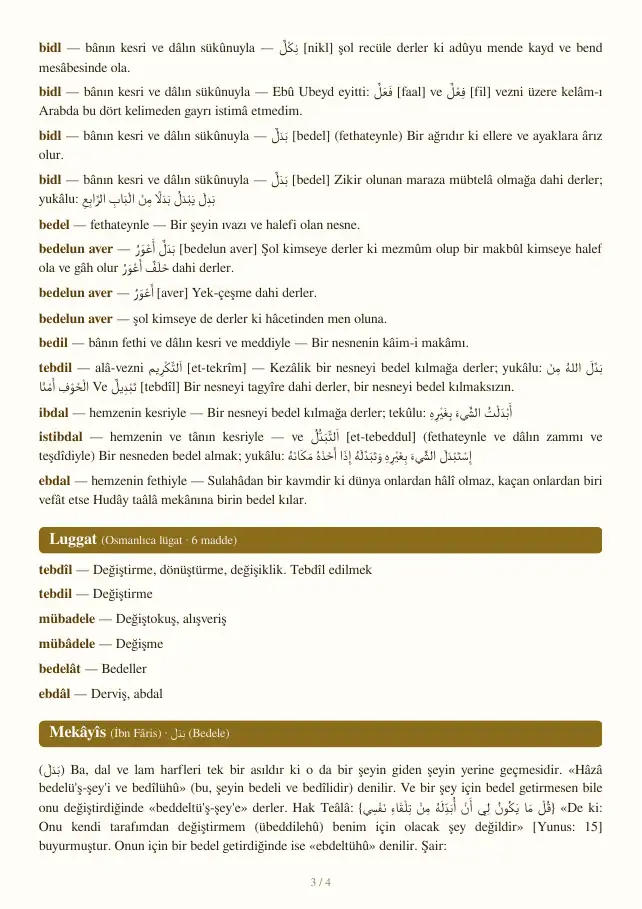 bidl — bânın kesri ve dâlın sükûnuyla — نِكْلٌ [nikl] şol recüle derler ki adûyu mende kayd ve bend
mesâbesinde ola.
bidl — bânın kesri ve dâlın sükûnuyla — Ebû Ubeyd eyitti: فَعَلٌ [faal] ve فِعْلٌ [fil] vezni üzere kelâm-ı
Arabda bu dört kelimeden gayrı istimâ etmedim.
bidl — bânın kesri ve dâlın sükûnuyla — بَدَلٌ [bedel] (fethateynle) Bir ağrıdır ki ellere ve ayaklara ârız
olur.
bidl — bânın kesri ve dâlın sükûnuyla — بَدَلٌ [bedel] Zikir olunan maraza mübtelâ olmağa dahi derler;
yukâlu: بَدِلَ يَبْدَلُ بَدَلًا مِنَ الْبَابِ الرَّابِعِ
bedel — fethateynle — Bir şeyin ıvazı ve halefi olan nesne.
bedelun aver — بَدَلٌ أَعْوَرُ [bedelun aver] Şol kimseye derler ki mezmûm olup bir makbûl kimseye halef
ola ve gâh olur خَلَفٌ أَعْوَرُ dahi derler.
bedelun aver — أَعْوَرُ [aver] Yek-çeşme dahi derler.
bedelun aver — şol kimseye de derler ki hâcetinden men oluna.
bedil — bânın fethi ve dâlın kesri ve meddiyle — Bir nesnenin kâim-i makâmı.
tebdil — alâ-vezni اَلتَّكْرِيم [et-tekrîm] — Kezâlik bir nesneyi bedel kılmağa derler; yukâlu: بَدَّلَ اللهُ مِنَ
الْخَوْفِ أَمْنًا Ve تَبْدِيلٌ [tebdîl] Bir nesneyi tagyîre dahi derler, bir nesneyi bedel kılmaksızın.
ibdal — hemzenin kesriyle — Bir nesneyi bedel kılmağa derler; tekûlu: أَبْدَلْتُ الشَّيءَ بِغَيْرِهِ
istibdal — hemzenin ve tânın kesriyle — ve اَلتَّبَدُّلُ [et-tebeddul] (fethateynle ve dâlın zammı ve
teşdîdiyle) Bir nesneden bedel almak; yukâlu: إِسْتَبْدَلَ الشَّيءَ بِغَيْرِهِ وَتَبَدَّلَهُ إِذَا أَخَذَهُ مَكَانَهُ
ebdal — hemzenin fethiyle — Sulahâdan bir kavmdir ki dünya onlardan hâlî olmaz, kaçan onlardan biri
vefât etse Hudây taâlâ mekânına birin bedel kılar.
Luggat (Osmanlıca lügat · 6 madde)
tebdîl — Değiştirme, dönüştürme, değişiklik. Tebdîl edilmek
tebdil — Değiştirme
mübadele — Değiştokuş, alışveriş
mübâdele — Değişme
bedelât — Bedeller
ebdâl — Derviş, abdal
Mekâyîs (İbn Fâris) · بَدَلَ (Bedele)
(بَدَلَ) Ba, dal ve lam harfleri tek bir asıldır ki o da bir şeyin giden şeyin yerine geçmesidir. «Hâzâ
bedelü'ş-şey'i ve bedîlühû» (bu, şeyin bedeli ve bedîlidir) denilir. Ve bir şey için bedel getirmesen bile
onu değiştirdiğinde «beddeltü'ş-şey'e» derler. Hak Teâlâ: {قُلْ مَا يَكُونُ لِي أَنْ أُبَدِّلَهُ مِنْ تِلْقَاءِ نَفْسِي} «De ki:
Onu kendi tarafımdan değiştirmem (übeddilehû) benim için olacak şey değildir» [Yunus: 15]
buyurmuştur. Onun için bir bedel getirdiğinde ise «ebdeltühû» denilir. Şair:
3 / 4